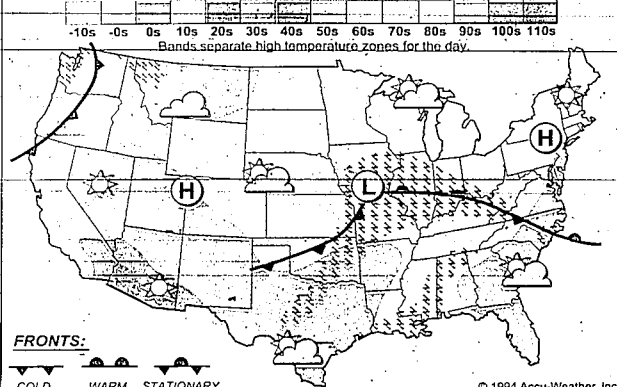 -10s -0s 0s 10s 20s 30s 40s 50s 60s 70s 80s 90s 100s 110s
Bands separate high temperature zones for the day.
H
H
L
FRONTS:
COLD WARM STATIONARY
© 1994 Accu-Weather, Inc.